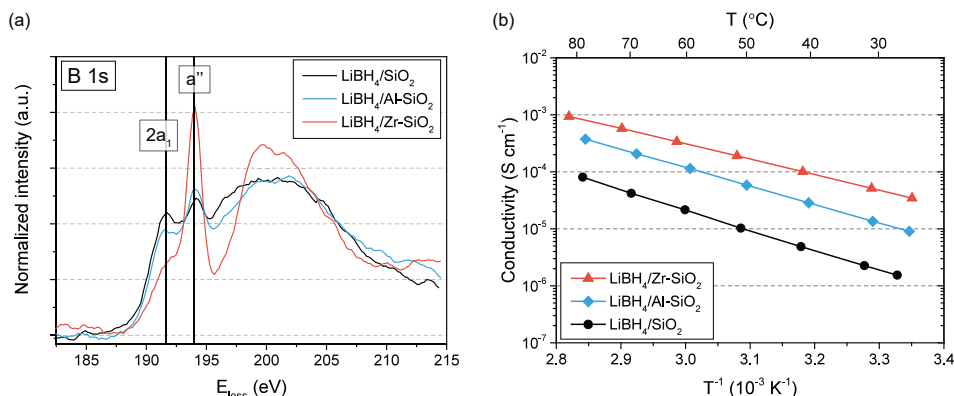 (a)
B 1s
a''
2a₁
LiBH₄/SiO₂
LiBH₄/Al-SiO₂
LiBH₄/Zr-SiO₂
Normalized intensity (a.u.)
185 190 195 200 205 210 215
E_loss (eV)
(b)
T (°C)
80 70 60 50 40 30
10⁻²
10⁻³
10⁻⁴
10⁻⁵
10⁻⁶
10⁻⁷
Conductivity (S cm⁻¹)
LiBH₄/Zr-SiO₂
LiBH₄/Al-SiO₂
LiBH₄/SiO₂
2.8 2.9 3.0 3.1 3.2 3.3 3.4
T⁻¹ (10⁻³ K⁻¹)